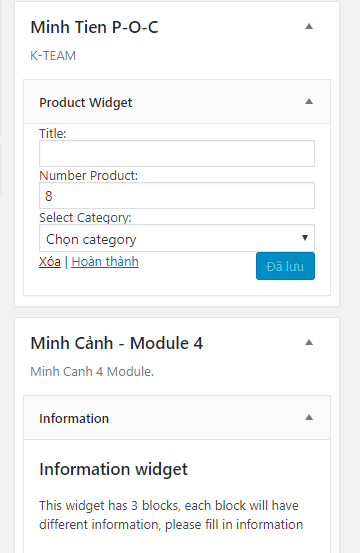 Minh Tien P-O-C
K-TEAM
Product Widget
Title:
Number Product:
8
Select Category:
Chọn category
Xóa | Hoàn thành
Đã lưu
Minh Cảnh - Module 4
Minh Canh 4 Module.
Information
Information widget
This widget has 3 blocks, each block will have
different information, please fill in information